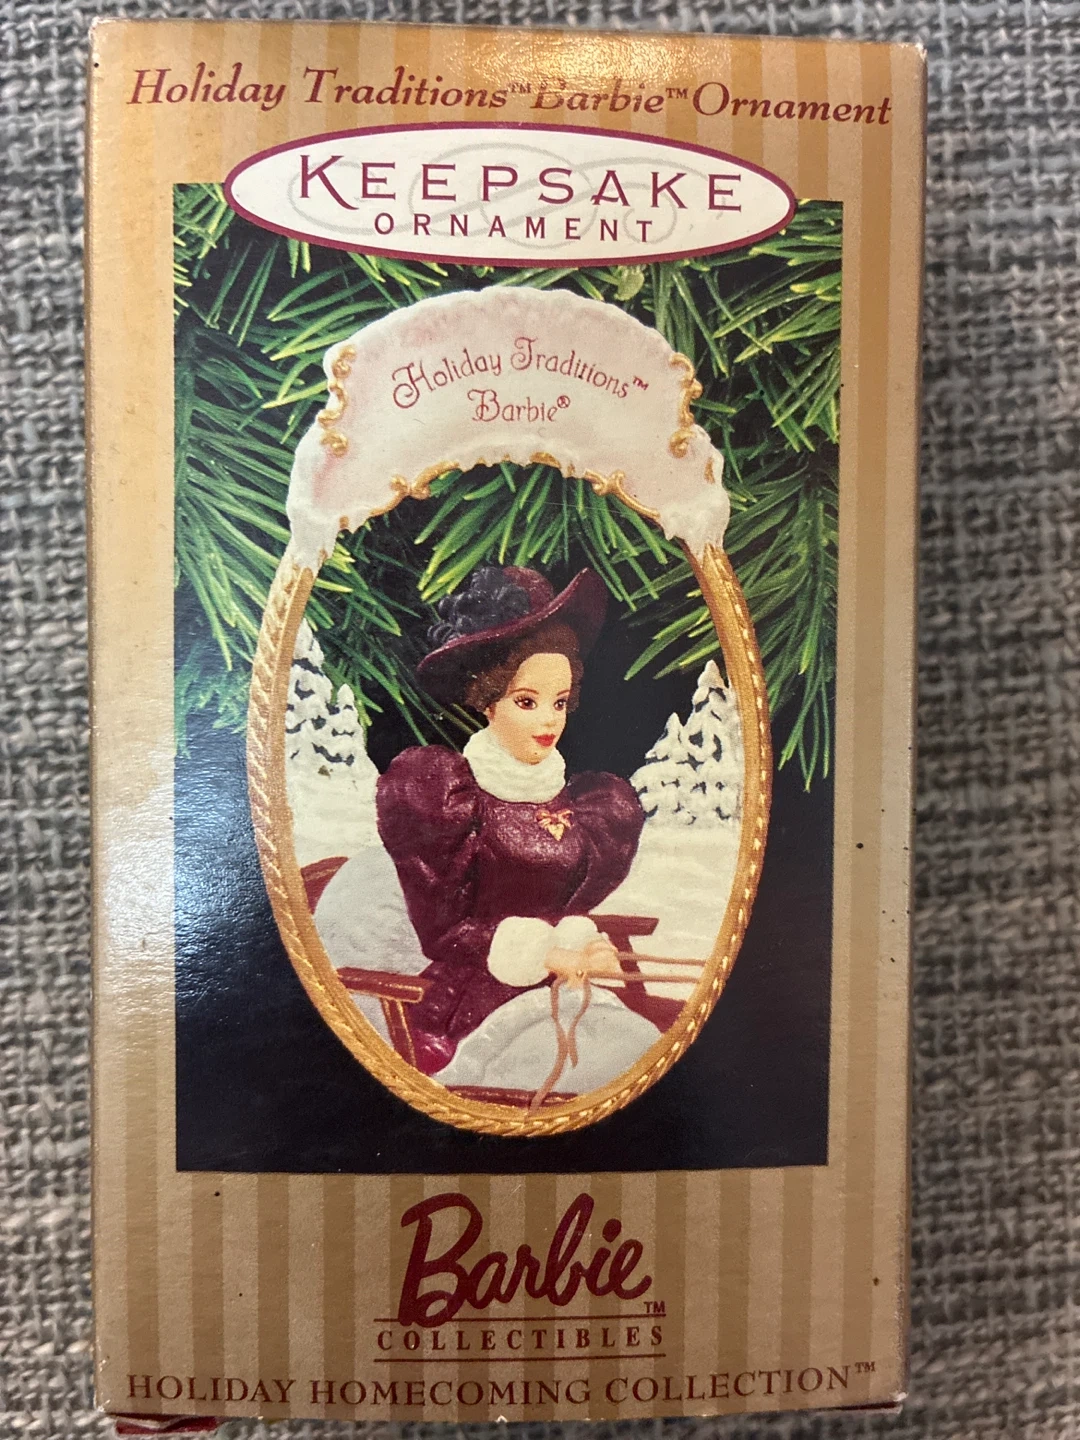 Holiday Traditions™ Barbie™ Ornament
KEEPSAKE
ORNAMENT
Holiday Traditions™
Barbie®
Barbie™
COLLECTIBLES
HOLIDAY HOMECOMING COLLECTION™